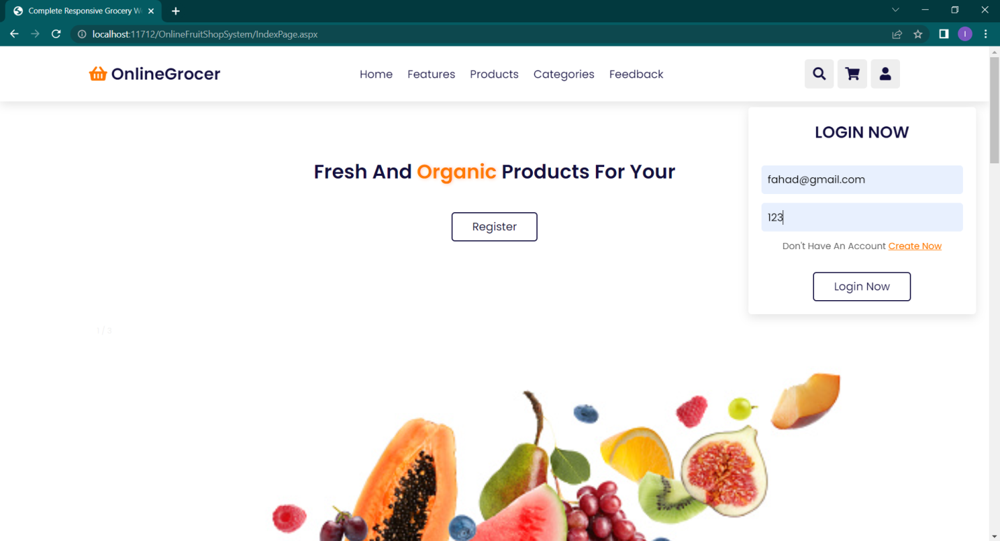 Complete Responsive Grocery W
localhost:11712/OnlineFruitShopSystem/IndexPage.aspx
I
OnlineGrocer
Home Features Products Categories Feedback
LOGIN NOW
Fresh And Organic Products For Your
fahad@gmail.com
Register
123
Don't Have An Account Create Now
Login Now
1 / 3